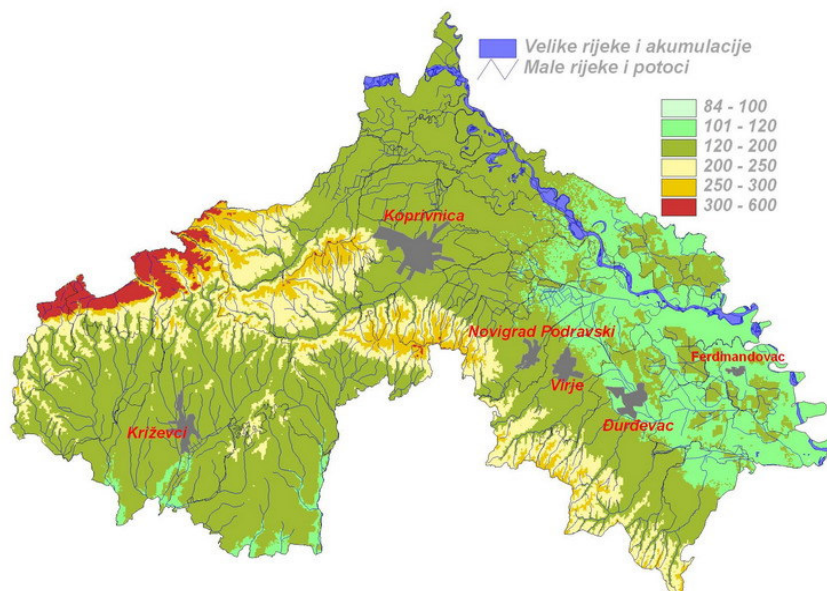 Velike rijeke i akumulacije
Male rijeke i potoci
84 - 100
101 - 120
120 - 200
200 - 250
250 - 300
300 - 600
Koprivnica
Novigrad Podravski
Ferdinandovac
Virje
Đurđevac
Križevci